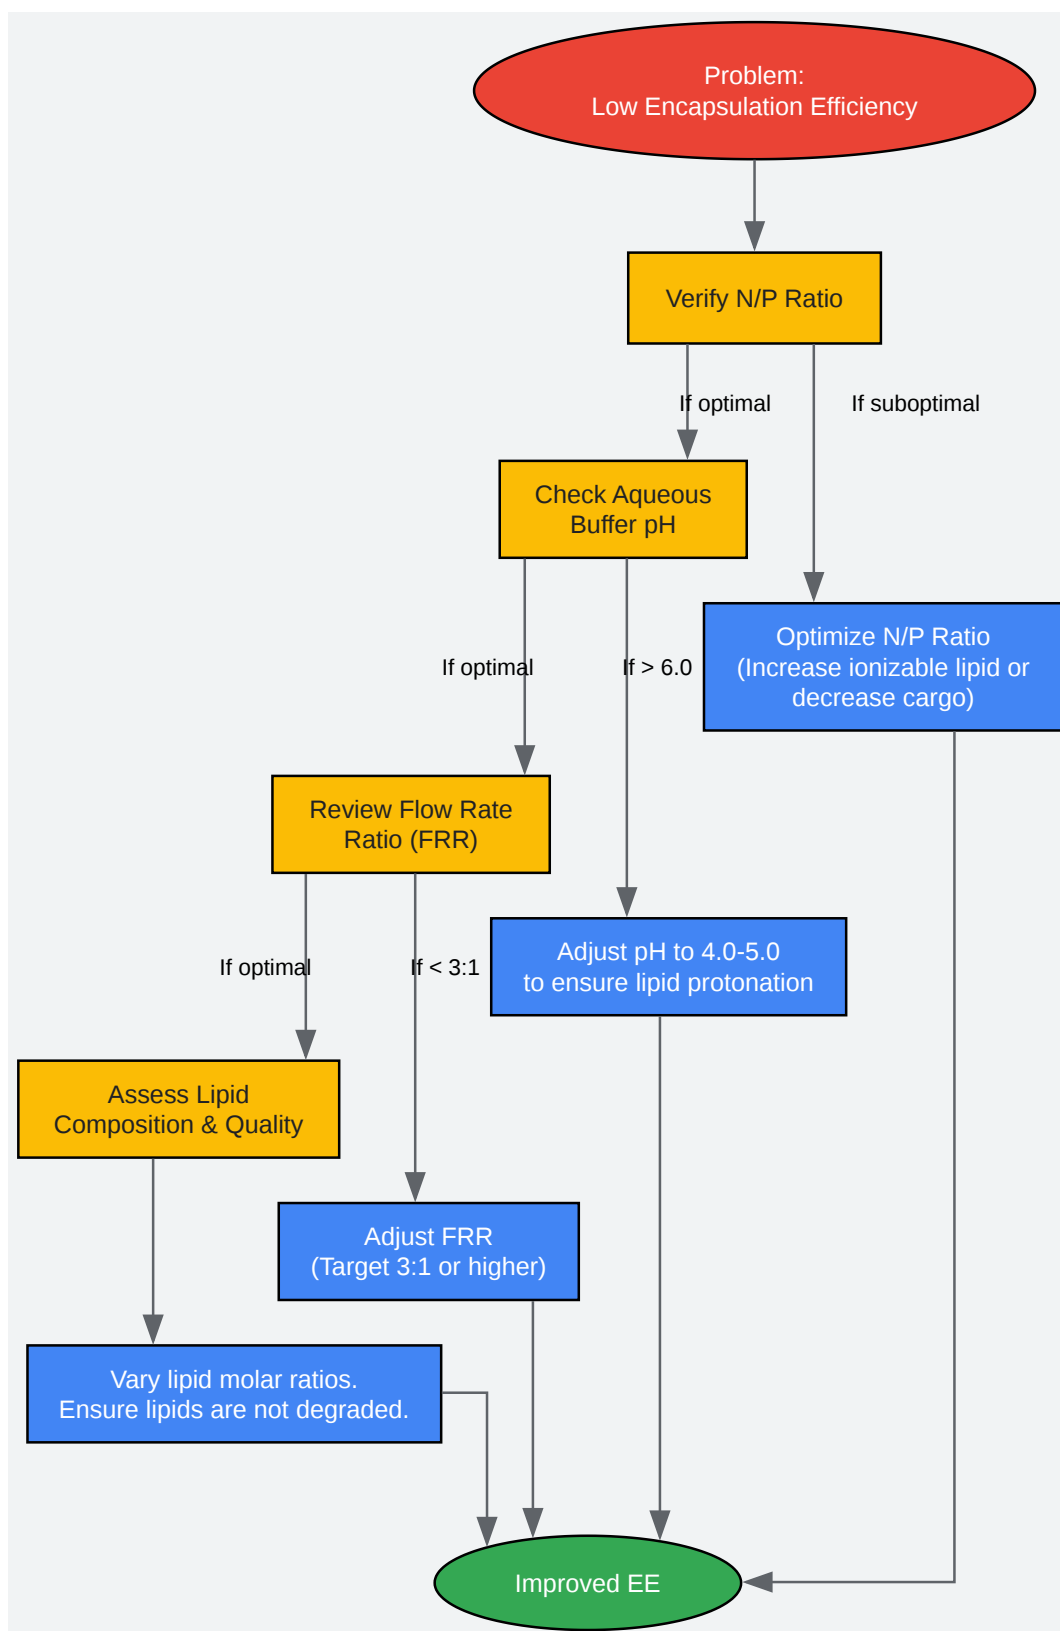 Problem:
Low Encapsulation Efficiency
Verify N/P Ratio
If optimal
If suboptimal
Check Aqueous
Buffer pH
Optimize N/P Ratio
(Increase ionizable lipid or
decrease cargo)
If optimal
If > 6.0
Review Flow Rate
Ratio (FRR)
Adjust pH to 4.0-5.0
to ensure lipid protonation
If optimal
If < 3:1
Assess Lipid
Composition & Quality
Adjust FRR
(Target 3:1 or higher)
Vary lipid molar ratios.
Ensure lipids are not degraded.
Improved EE